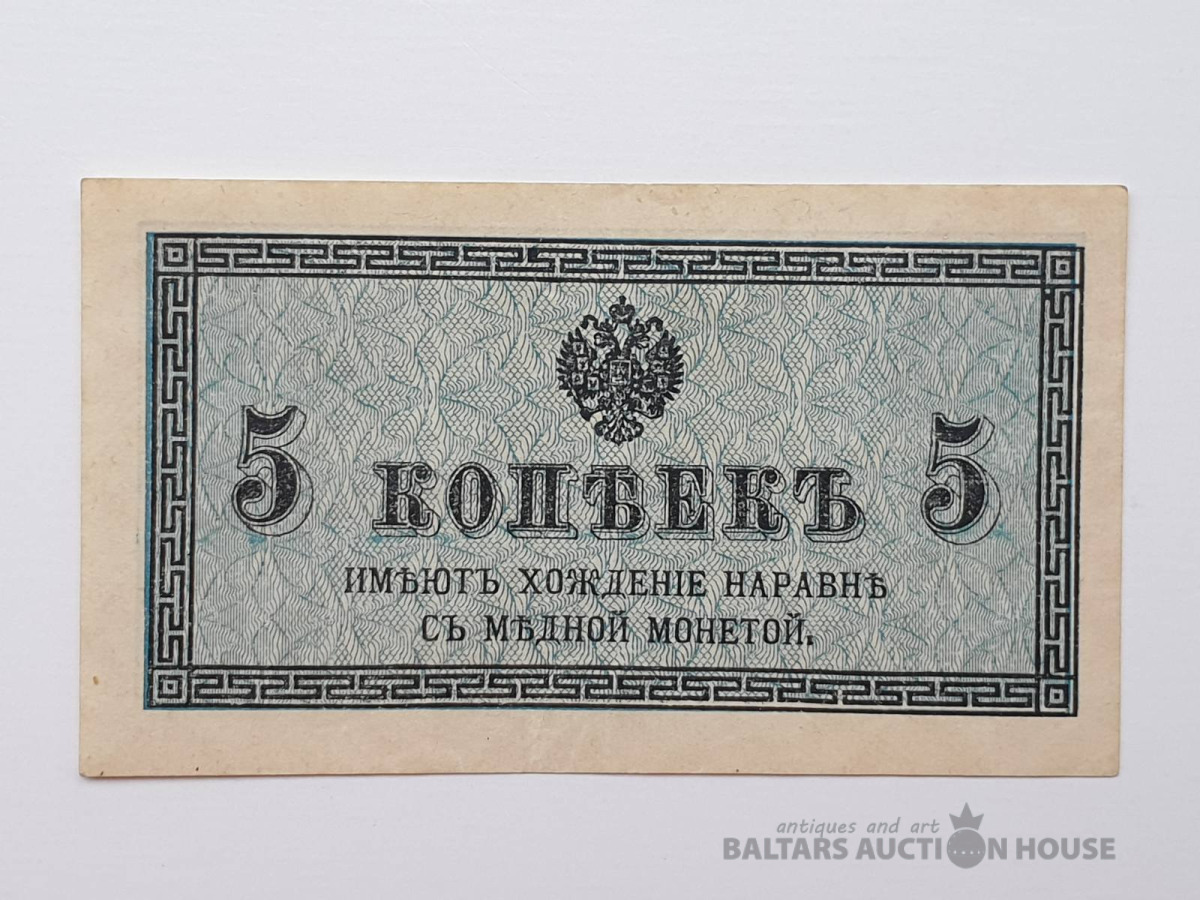 5 КОПѢЕКЪ 5
ИМѢЮТЪ ХОЖДЕНІЕ НАРАВНѢ
СЪ МѢДНОЙ МОНЕТОЙ.
antiques and art
BALTARS AUCTION HOUSE